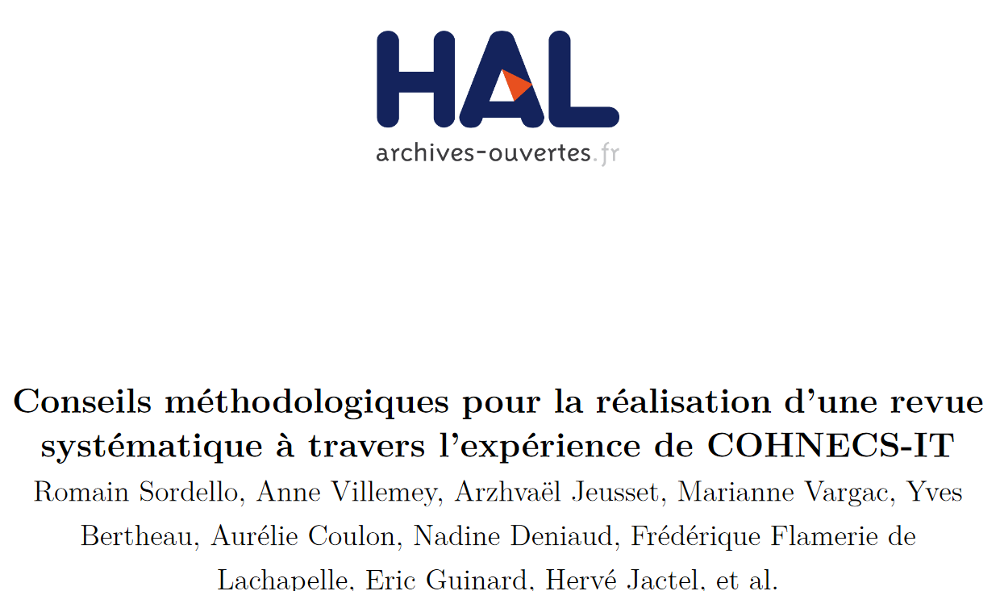 HAL
archives-ouvertes.fr
Conseils méthodologiques pour la réalisation d'une revue
systématique à travers l'expérience de COHNECS-IT
Romain Sordello, Anne Villemey, Arzhvaël Jeusset, Marianne Vargac, Yves
Bertheau, Aurélie Coulon, Nadine Deniaud, Frédérique Flamerie de
Lachapelle, Eric Guinard, Hervé Jactel, et al.